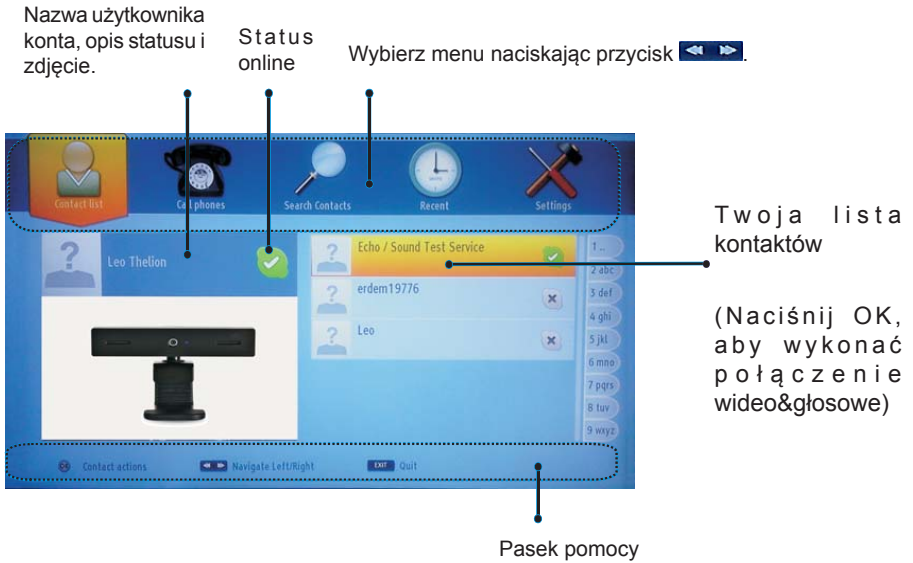 Nazwa użytkownika
konta, opis statusu i
zdjęcie.
Status
online
Wybierz menu naciskając przycisk .
Contact list
Call phones
Search Contacts
Recent
Settings
Leo Thelion
Echo / Sound Test Service
erdem19776
Leo
1 ..
2 abc
3 def
4 ghi
5 jkl
6 mno
7 pqrs
8 tuv
9 wxyz
Twoja lista
kontaktów
(Naciśnij OK,
aby wykonać
połączenie
wideo&głosowe)
OK Contact actions
Navigate Left/Right
EXIT Quit
Pasek pomocy